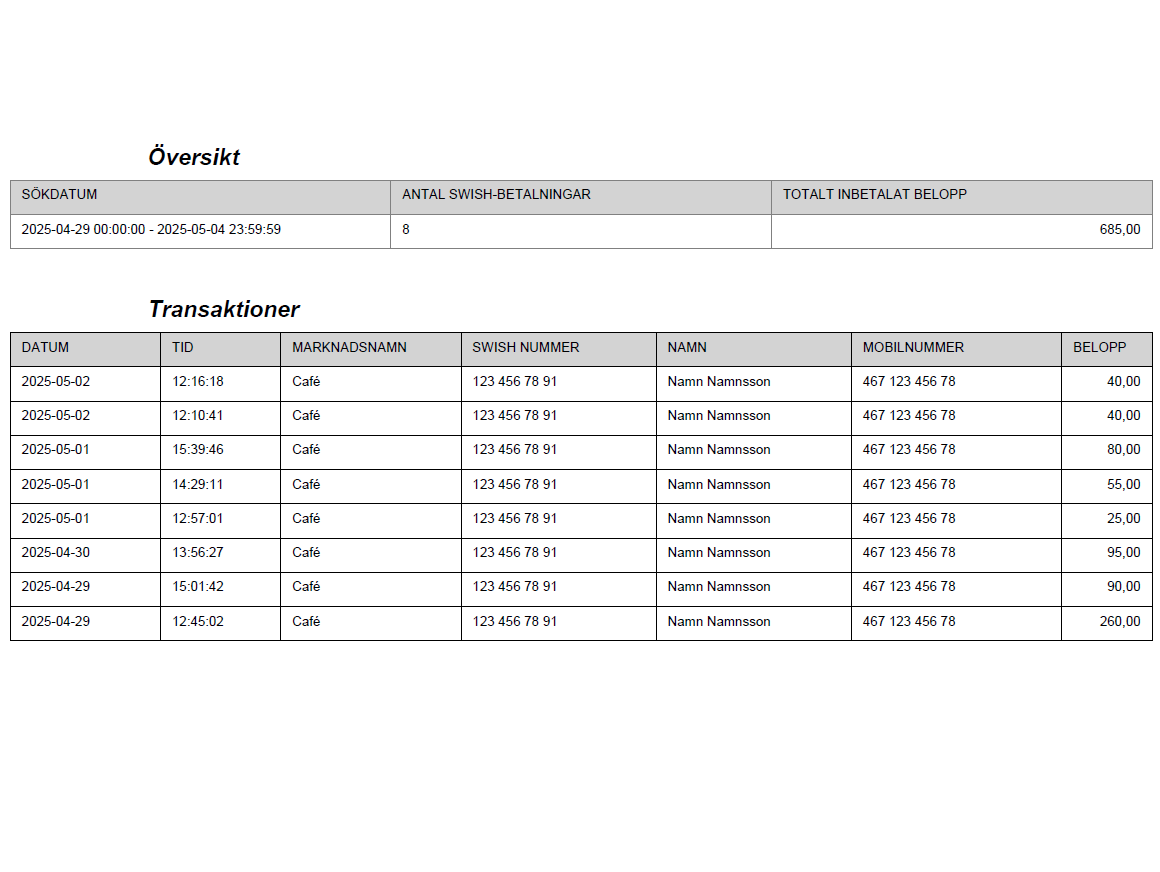 Översikt
SÖKDATUM ANTAL SWISH-BETALNINGAR TOTALT INBETALAT BELOPP
2025-04-29 00:00:00 - 2025-05-04 23:59:59 8 685,00
Transaktioner
DATUM TID MARKNADSNAMN SWISH NUMMER NAMN MOBILNUMMER BELOPP
2025-05-02 12:16:18 Café 123 456 78 91 Namn Namnsson 467 123 456 78 40,00
2025-05-02 12:10:41 Café 123 456 78 91 Namn Namnsson 467 123 456 78 40,00
2025-05-01 15:39:46 Café 123 456 78 91 Namn Namnsson 467 123 456 78 80,00
2025-05-01 14:29:11 Café 123 456 78 91 Namn Namnsson 467 123 456 78 55,00
2025-05-01 12:57:01 Café 123 456 78 91 Namn Namnsson 467 123 456 78 25,00
2025-04-30 13:56:27 Café 123 456 78 91 Namn Namnsson 467 123 456 78 95,00
2025-04-29 15:01:42 Café 123 456 78 91 Namn Namnsson 467 123 456 78 90,00
2025-04-29 12:45:02 Café 123 456 78 91 Namn Namnsson 467 123 456 78 260,00